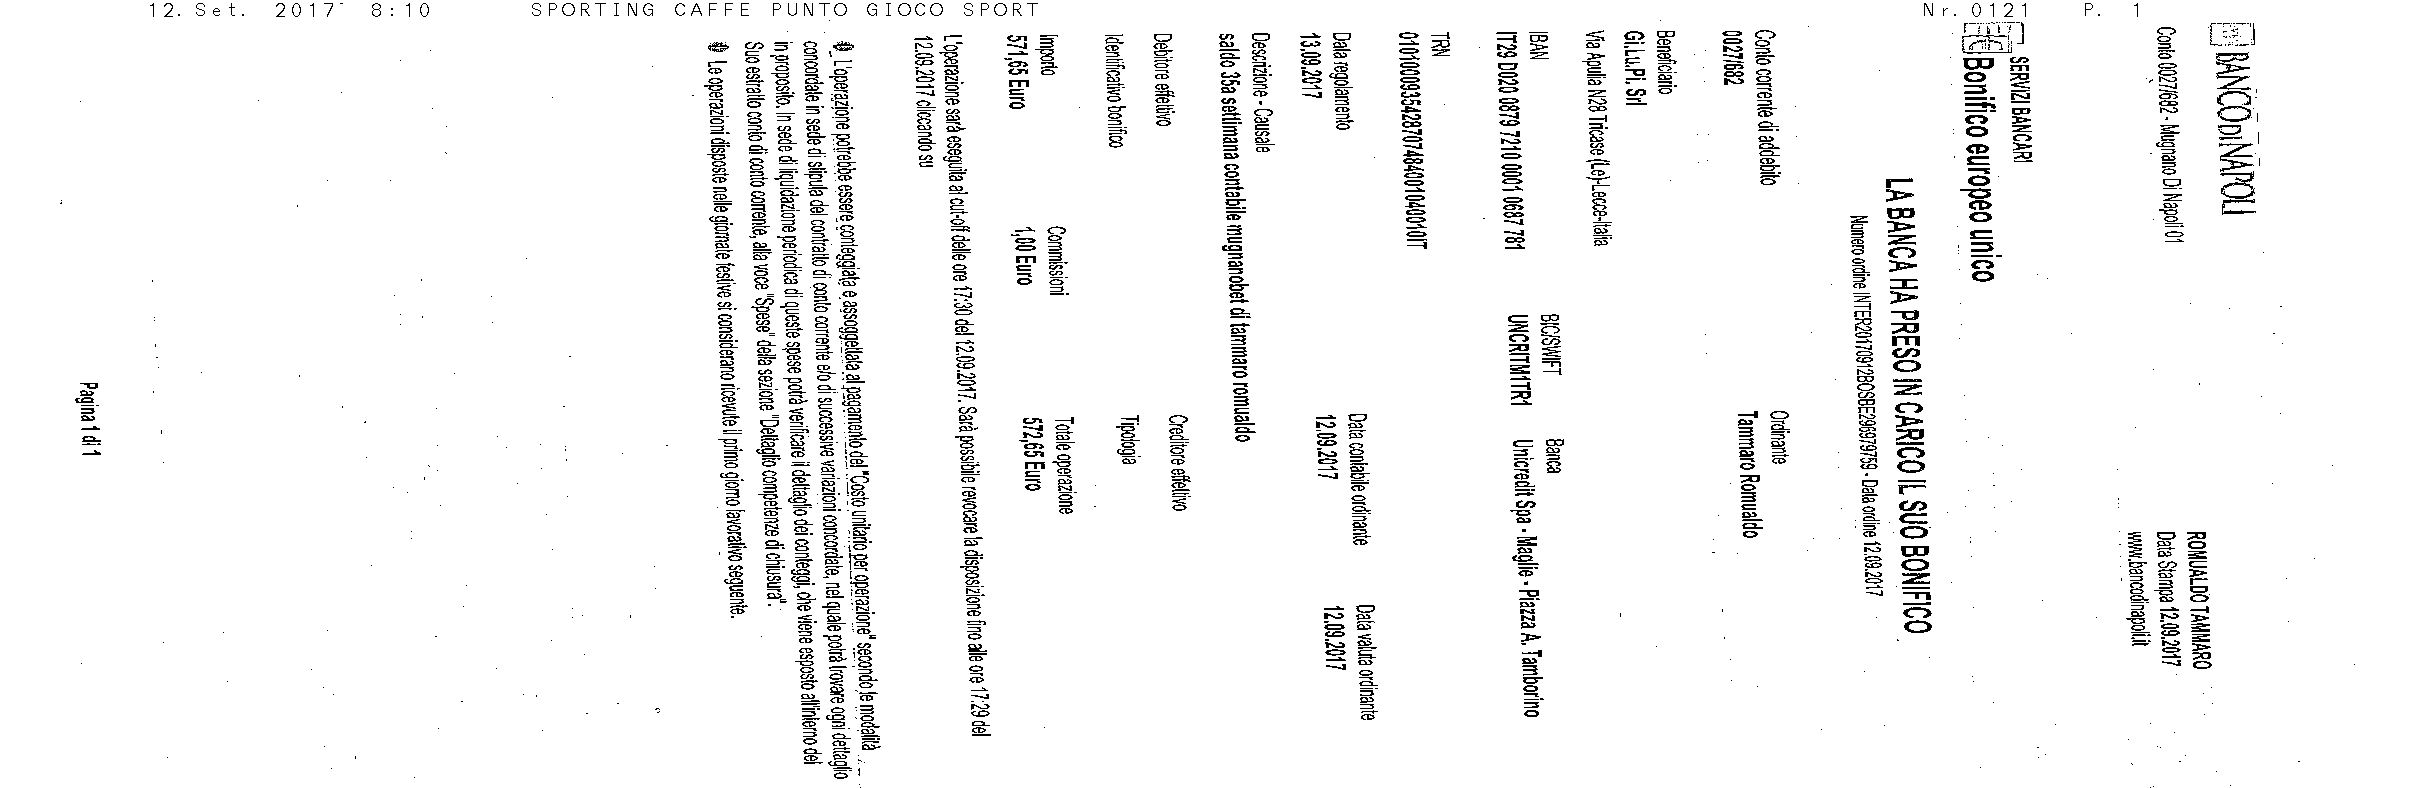 12. Set. 2017 8:10 SPORTING CAFFE PUNTO GIOCO SPORT Nr. 0121 P. 1
BANCO DI NAPOLI
Conto 0027/682 - Mugnano Di Napoli 01
ROMUALDO TAMMARO
Data Stampa 12.09.2017
www.bancodinapoli.it
SERVIZI BANCARI
Bonifico europeo unico
LA BANCA HA PRESO IN CARICO IL SUO BONIFICO
Numero ordine INTER20170912BOSBE296979759 - Data ordine 12.09.2017
Conto corrente di addebito Ordinante
0027/682 Tammaro Romualdo
Beneficiario
Gi.Lu.Pi. Srl
Via Apulia N28 Tricase (Le)-Lecce-Italia
IBAN BIC/SWIFT Banca
IT29 D020 0879 7210 0001 0687 781 UNCRITM1TR1 Unicredit Spa - Maglie - Piazza A. Tamborino
TRN
0101000935428707484001040010IT
Data regolamento Data contabile ordinante Data valuta ordinante
13.09.2017 12.09.2017 12.09.2017
Descrizione - Causale
saldo 35a settimana contabile mugnanobet di tammaro romualdo
Debitore effettivo Creditore effettivo
Identificativo bonifico Tipologia
Importo Commissioni Totale operazione
571,65 Euro 1,00 Euro 572,65 Euro
L'operazione sarà eseguita al cut-off delle ore 17:30 del 12.09.2017. Sarà possibile revocare la disposizione fino alle ore 17:29 del
12.09.2017 cliccando su
L'operazione potrebbe essere conteggiata e assoggettata al pagamento del "Costo unitario per operazione" secondo le modalità
concordate in sede di stipula del contratto di conto corrente e/o di successive variazioni concordate, nel quale potrà trovare ogni dettaglio
in proposito. In sede di liquidazione periodica di queste spese potrà verificare il dettaglio dei conteggi, che viene esposto all'interno del
Suo estratto conto di conto corrente, alla voce "Spese" della sezione "Dettaglio competenze di chiusura".
Le operazioni disposte nelle giornate festive si considerano ricevute il primo giorno lavorativo seguente.
Pagina 1 di 1